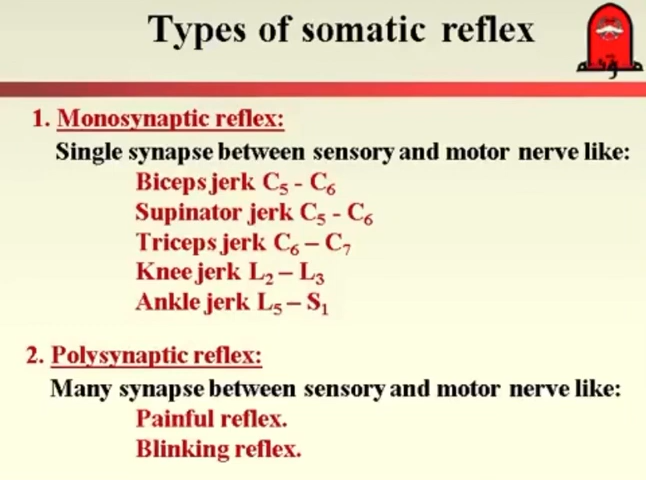 Types of somatic reflex
مؤتة
1. Monosynaptic reflex:
Single synapse between sensory and motor nerve like:
Biceps jerk C₅ - C₆
Supinator jerk C₅ - C₆
Triceps jerk C₆ – C₇
Knee jerk L₂ – L₃
Ankle jerk L₅ – S₁
2. Polysynaptic reflex:
Many synapse between sensory and motor nerve like:
Painful reflex.
Blinking reflex.